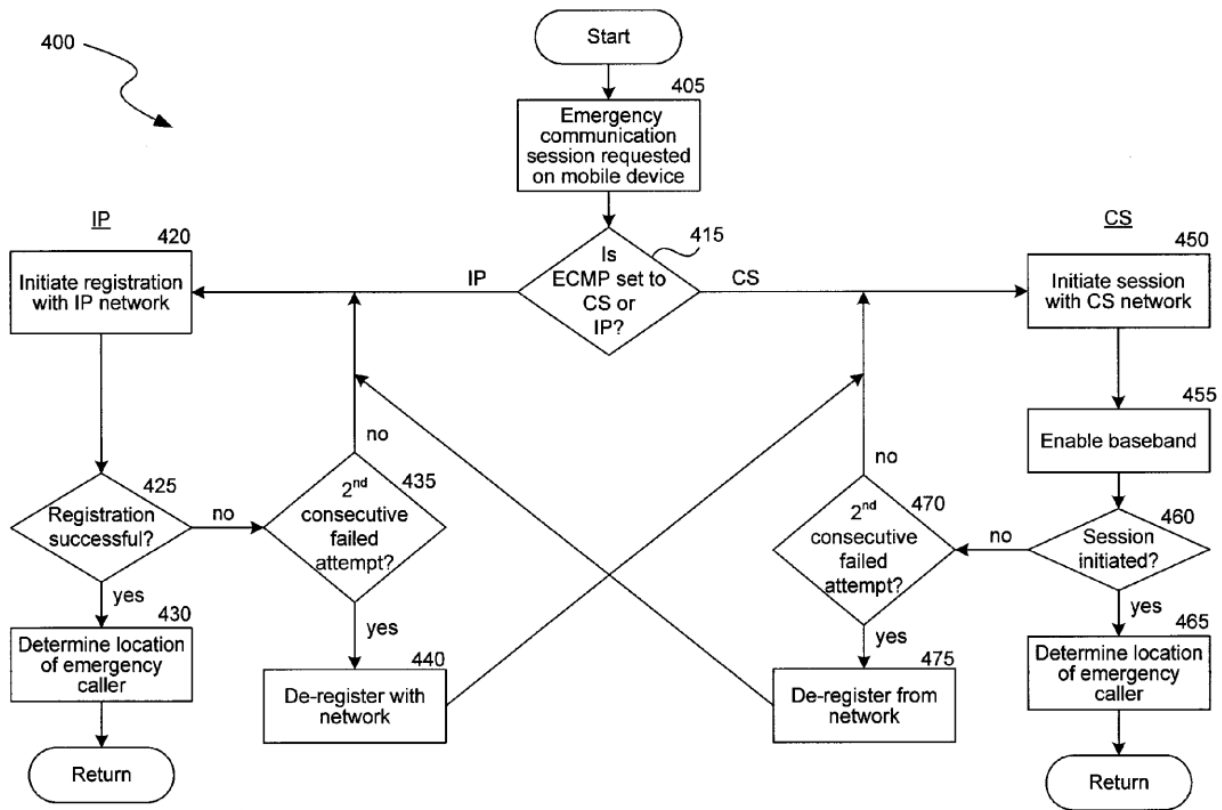 400
Start
405
Emergency
communication
session requested
on mobile device
IP
CS
420
Initiate registration
with IP network
IP
Is
ECMP set to
CS or
IP?
415
CS
450
Initiate session
with CS network
455
Enable baseband
no
no
425
Registration
successful?
no
435
2nd
consecutive
failed
attempt?
470
2nd
consecutive
failed
attempt?
no
460
Session
initiated?
yes
yes
yes
yes
430
Determine location
of emergency
caller
440
De-register with
network
475
De-register from
network
465
Determine location
of emergency
caller
Return
Return